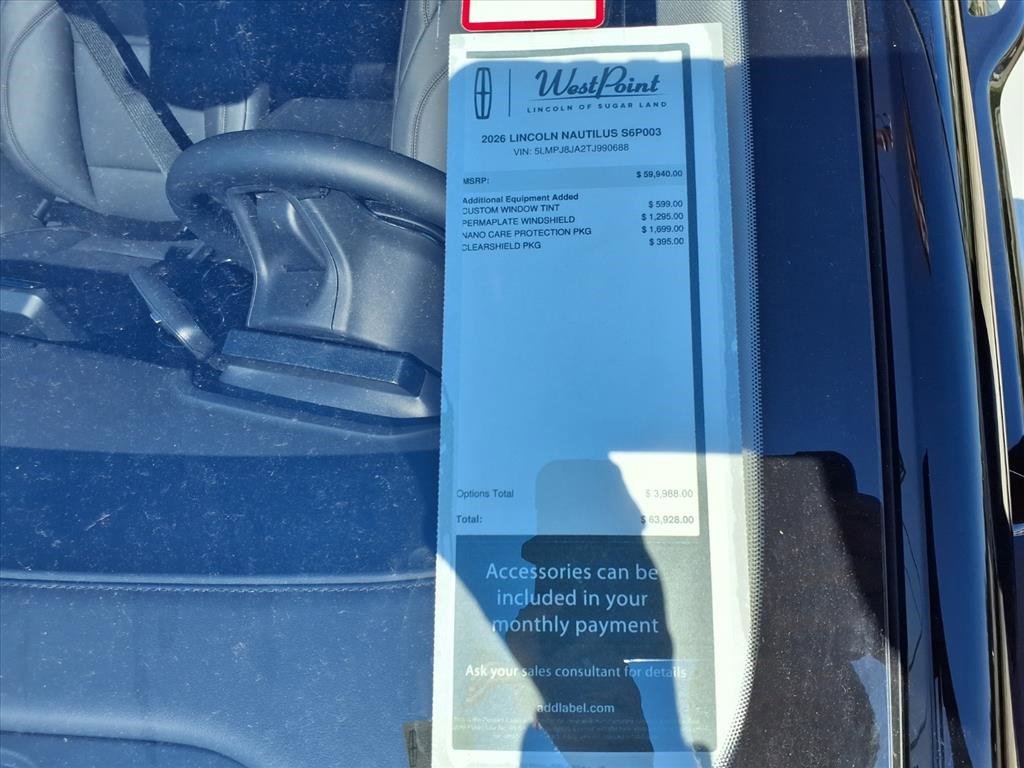 WestPoint
LINCOLN OF SUGAR LAND
2026 LINCOLN NAUTILUS S6P003
VIN: 5LMPJ8JA2TJ990688
MSRP: $ 59,940.00
Additional Equipment Added
CUSTOM WINDOW TINT $ 599.00
PERMAPLATE WINDSHIELD $ 1,295.00
NANO CARE PROTECTION PKG $ 1,699.00
CLEARSHIELD PKG $ 395.00
Options Total $ 3,988.00
Total: $ 63,928.00
Accessories can be
included in your
monthly payment
Ask your sales consultant for details
addlabel.com